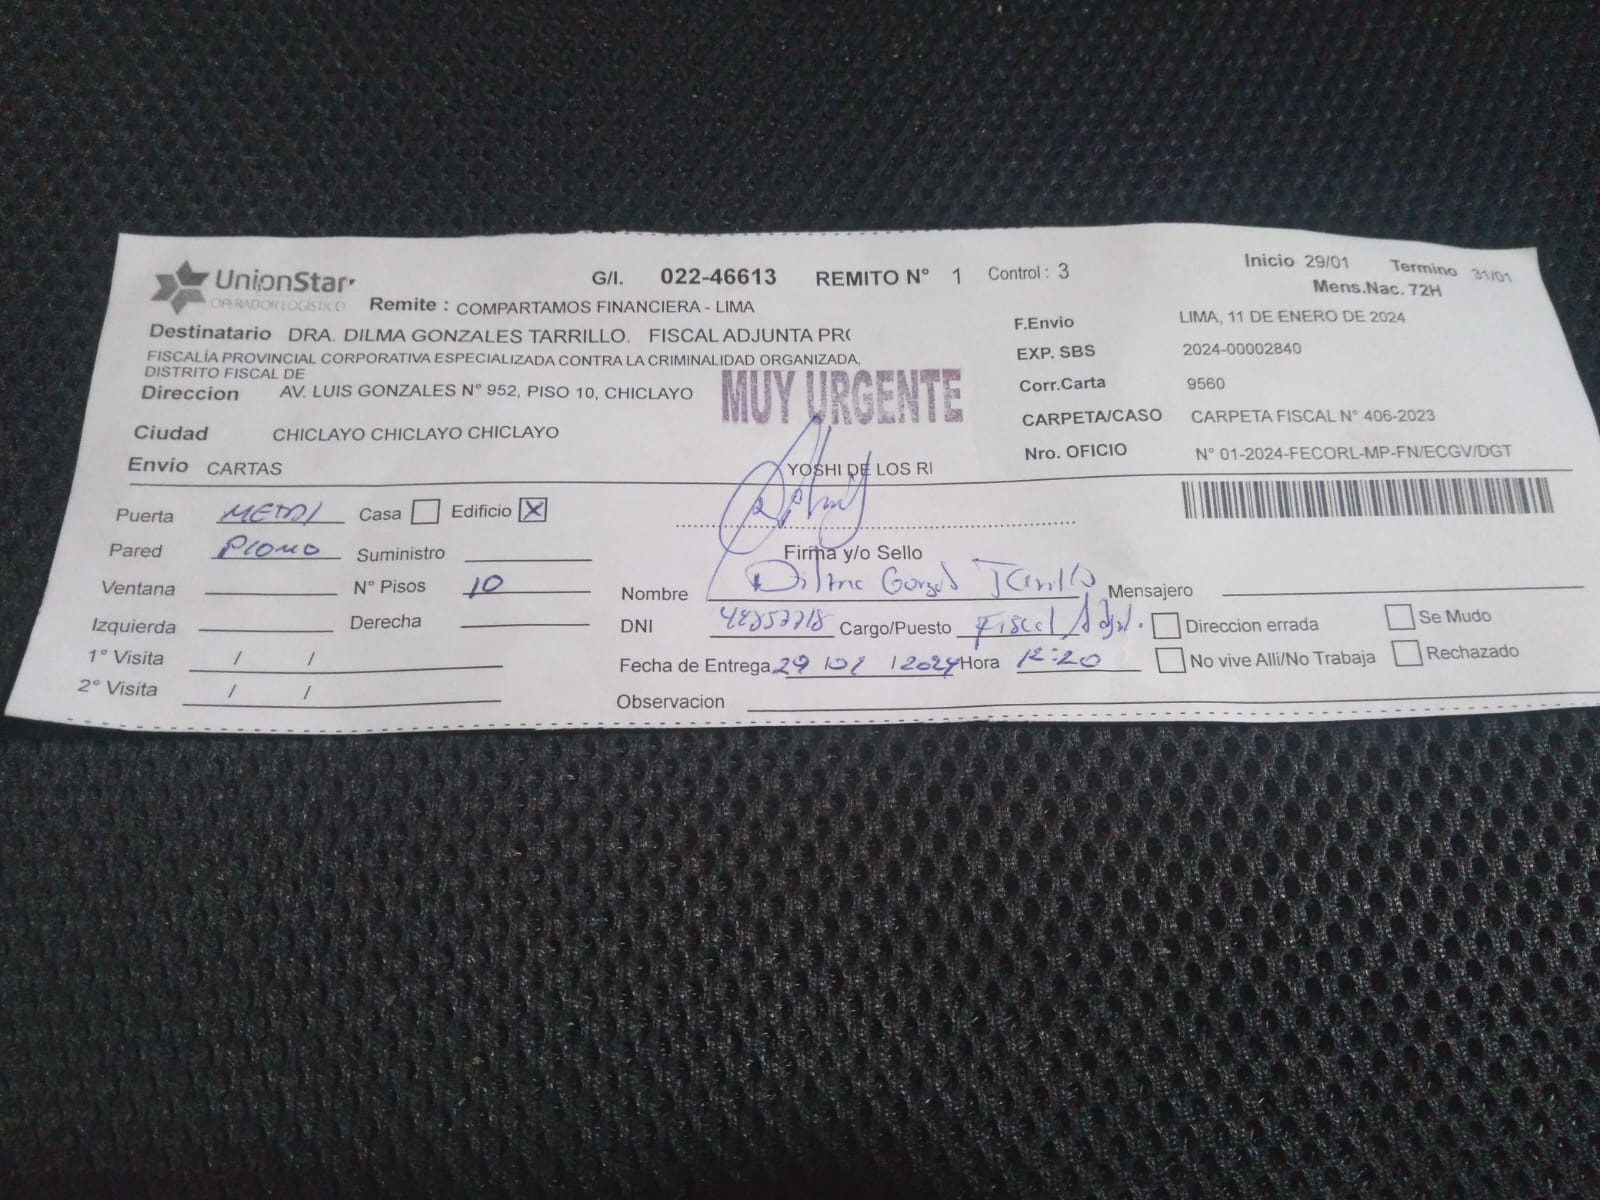 UnionStar
OPERADOR LOGÍSTICO
G/I. 022-46613 REMITO N° 1 Control : 3
Inicio 29/01 Termino 31/01
Mens.Nac. 72H
Remite : COMPARTAMOS FINANCIERA - LIMA
Destinatario DRA. DILMA GONZALES TARRILLO. FISCAL ADJUNTA PR
FISCALÍA PROVINCIAL CORPORATIVA ESPECIALIZADA CONTRA LA CRIMINALIDAD ORGANIZADA,
DISTRITO FISCAL DE
Direccion AV. LUIS GONZALES N° 952, PISO 10, CHICLAYO
MUY URGENTE
Ciudad CHICLAYO CHICLAYO CHICLAYO
Envío CARTAS
YOSHI DE LOS RI
F.Envio LIMA, 11 DE ENERO DE 2024
EXP. SBS 2024-00002840
Corr.Carta 9560
CARPETA/CASO CARPETA FISCAL N° 406-2023
Nro. OFICIO N° 01-2024-FECORL-MP-FN/ECGV/DGT
Puerta Casa Edificio X
Pared PLOMO Suministro
Ventana N° Pisos 10
Izquierda Derecha
1° Visita / /
2° Visita / /
Firma y/o Sello
Nombre Dilma Tarrillo Mensajero
DNI Cargo/Puesto Fiscal Adj.
Direccion errada Se Mudo
Fecha de Entrega 29 / 01 / 2024 Hora 12:20
No vive Alli/No Trabaja Rechazado
Observacion